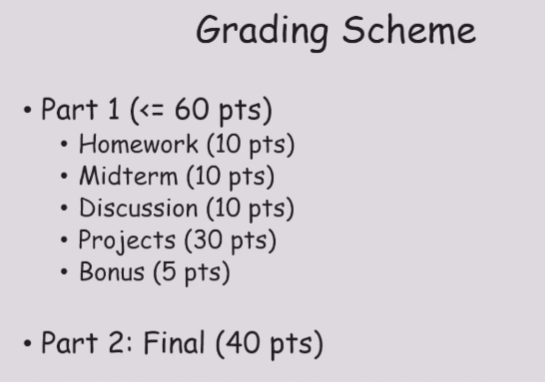 Grading Scheme
• Part 1 (<= 60 pts)
• Homework (10 pts)
• Midterm (10 pts)
• Discussion (10 pts)
• Projects (30 pts)
• Bonus (5 pts)
• Part 2: Final (40 pts)